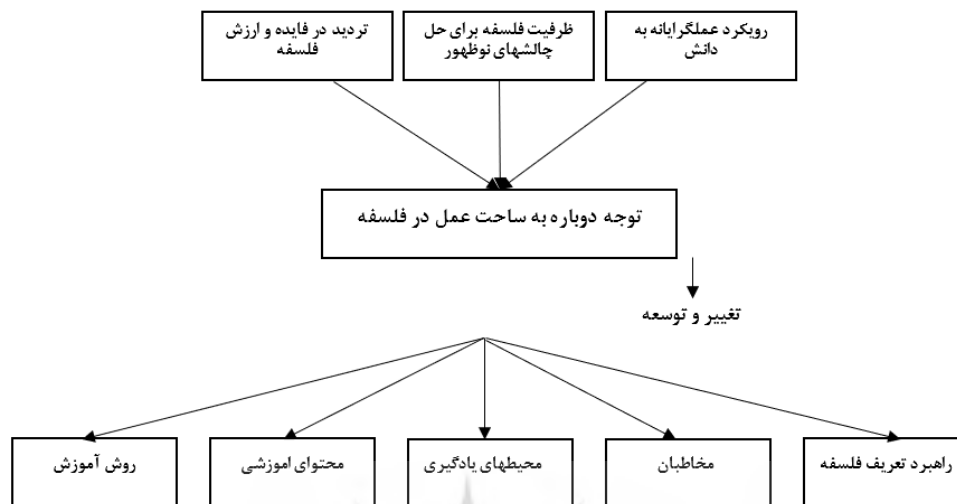 رویکرد عملگرایانه به
دانش
ظرفیت فلسفه برای حل
چالشهای نوظهور
تردید در فایده و ارزش
فلسفه
توجه دوباره به ساحت عمل در فلسفه
تغییر و توسعه
راهبرد تعریف فلسفه
مخاطبان
محیطهای یادگیری
محتوای اموزشی
روش آموزش